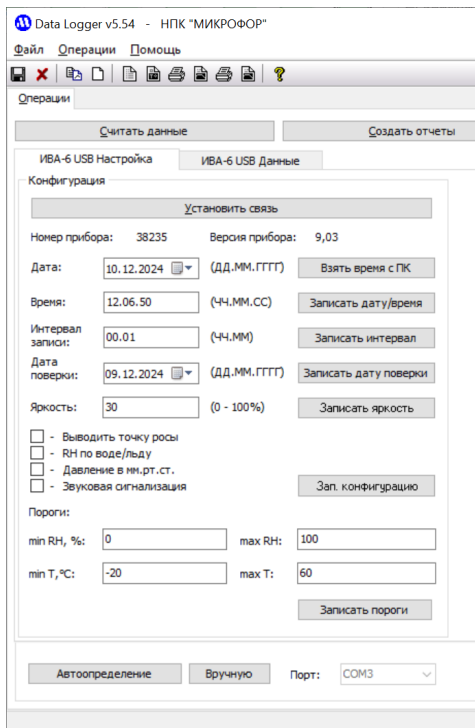 Data Logger v5.54 - НПК "МИКРОФОР"
Файл Операции Помощь
Операции
Считать данные Создать отчеты
ИВА-6 USB Настройка ИВА-6 USB Данные
Конфигурация
Установить связь
Номер прибора: 38235 Версия прибора: 9,03
Дата: 10.12.2024 (ДД.ММ.ГГГГ) Взять время с ПК
Время: 12.06.50 (ЧЧ.ММ.СС) Записать дату/время
Интервал записи: 00.01 (ЧЧ.ММ) Записать интервал
Дата поверки: 09.12.2024 (ДД.ММ.ГГГГ) Записать дату поверки
Яркость: 30 (0 - 100%) Записать яркость
- Выводить точку росы
- RH по воде/льду
- Давление в мм.рт.ст.
- Звуковая сигнализация Зап. конфигурацию
Пороги:
min RH, %: 0 max RH: 100
min T,°C: -20 max T: 60
Записать пороги
Автоопределение Вручную Порт: COM3